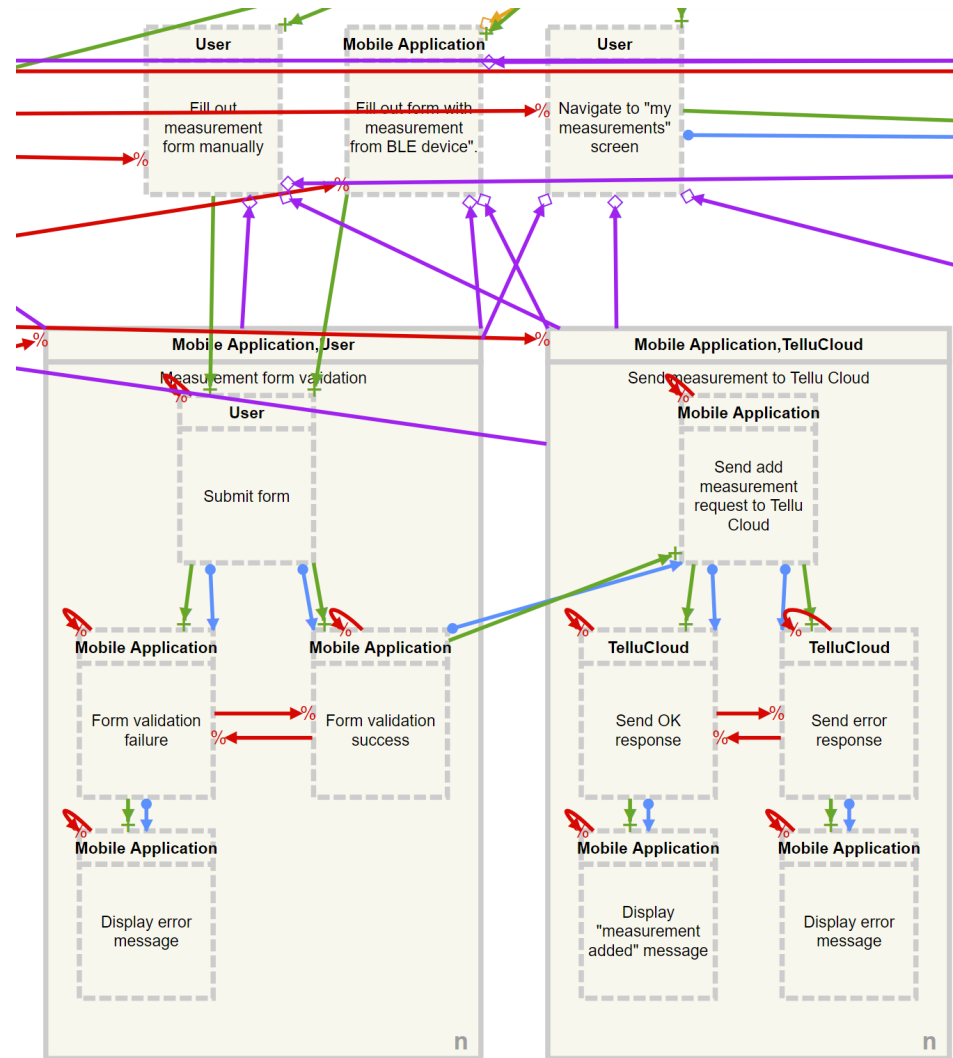 User
Fill out
measurement
form manually
Mobile Application
Fill out form with
measurement
from BLE device".
User
Navigate to "my
measurements"
screen
Mobile Application,User
Measurement form validation
User
Submit form
Mobile Application
Form validation
failure
Mobile Application
Form validation
success
Mobile Application
Display error
message
n
Mobile Application,TelluCloud
Send measurement to Tellu Cloud
Mobile Application
Send add
measurement
request to Tellu
Cloud
TelluCloud
Send OK
response
TelluCloud
Send error
response
Mobile Application
Display
"measurement
added" message
Mobile Application
Display error
message
n